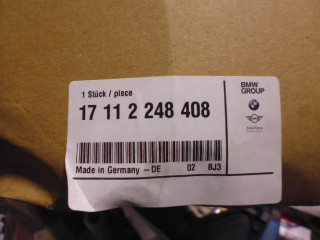 1 Stück / piece
17 11 2 248 408
Made in Germany – DE 02 BJ3
BMW
GROUP